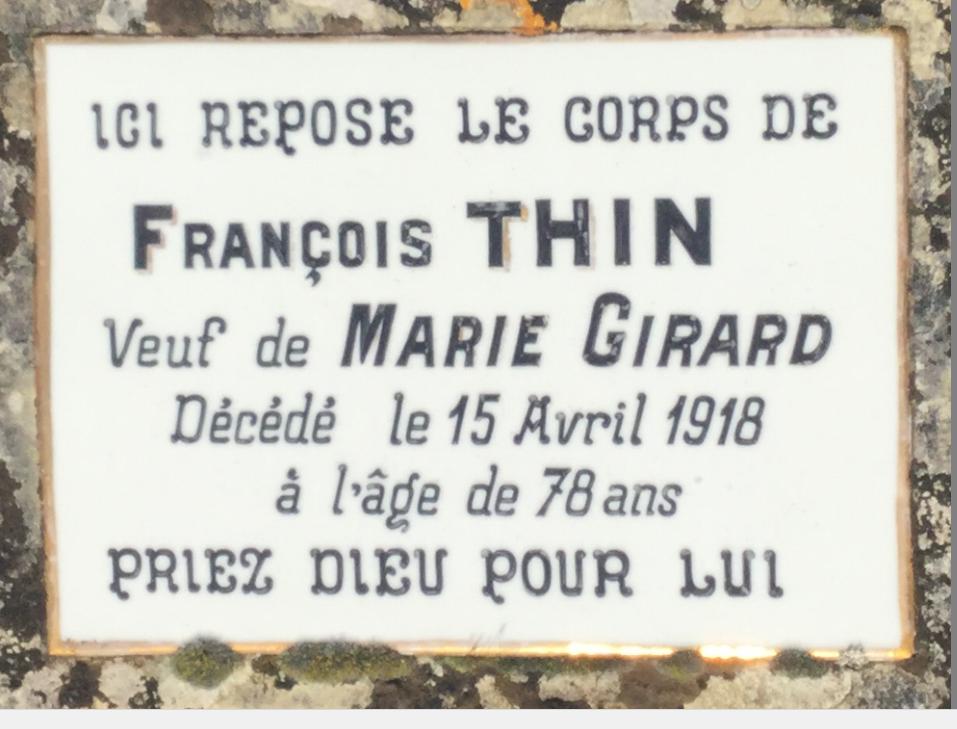 ICI REPOSE LE CORPS DE
FRANÇOIS THIN
Veuf de MARIE GIRARD
Décédé le 15 Avril 1918
à l'âge de 78 ans
PRIEZ DIEU POUR LUI